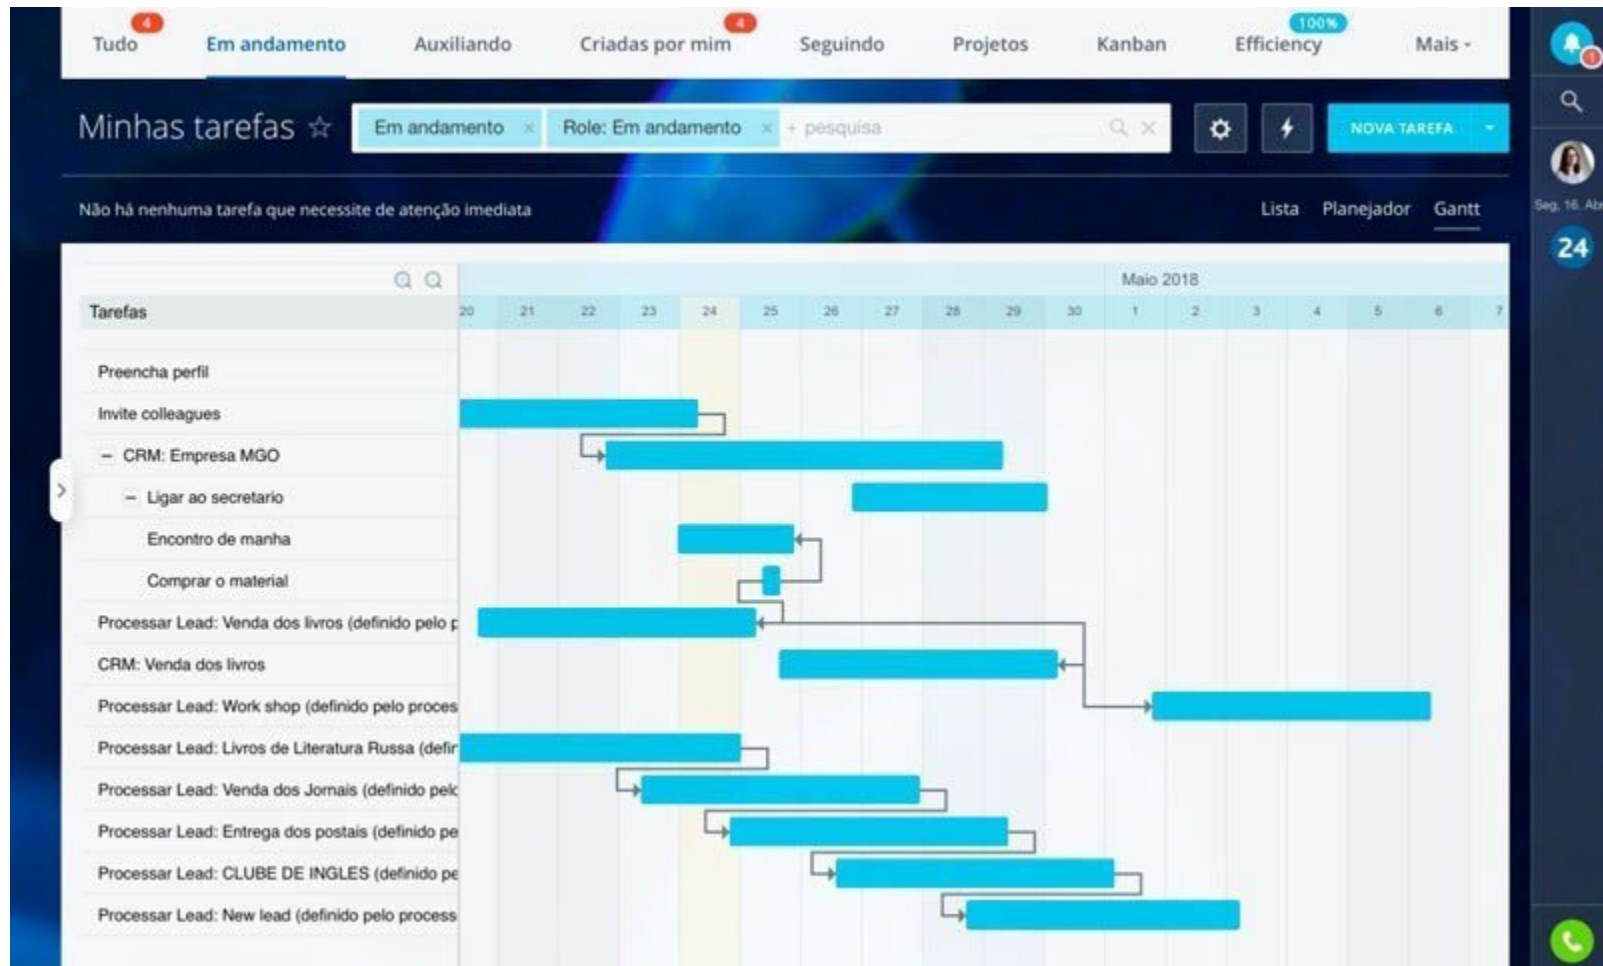 4 4 100%
Tudo Em andamento Auxiliando Criadas por mim Seguindo Projetos Kanban Efficiency Mais
1
Minhas tarefas Em andamento × Role: Em andamento × + pesquisa NOVA TAREFA
Não há nenhuma tarefa que necessite de atenção imediata Lista Planejador Gantt Seg, 16. Abr
24
Maio 2018
Tarefas 20 21 22 23 24 25 26 27 28 29 30 1 2 3 4 5 6 7
Preencha perfil
Invite colleagues
CRM: Empresa MGO
Ligar ao secretario
Encontro de manha
Comprar o material
Processar Lead: Venda dos livros (definido pelo p
CRM: Venda dos livros
Processar Lead: Work shop (definido pelo proces
Processar Lead: Livros de Literatura Russa (defin
Processar Lead: Venda dos Jornais (definido pelo
Processar Lead: Entrega dos postais (definido pe
Processar Lead: CLUBE DE INGLES (definido pe
Processar Lead: New lead (definido pelo process